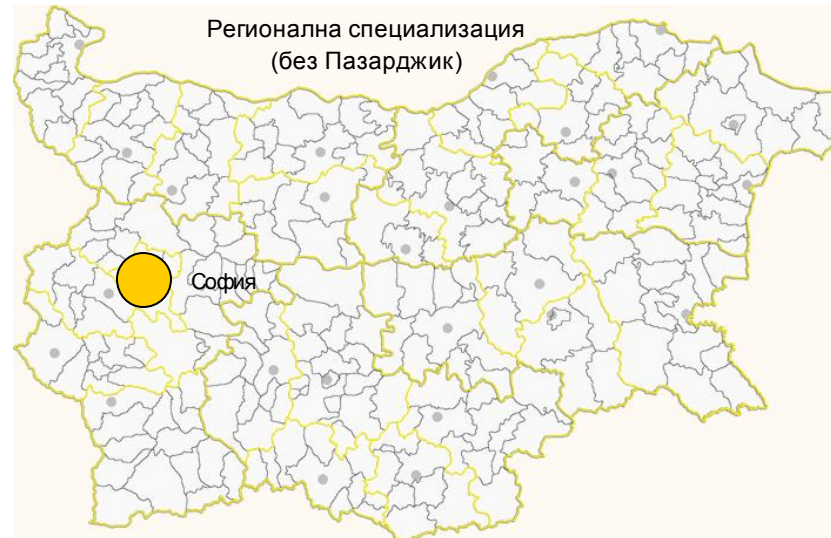 Регионална специализация
(без Пазарджик)
София